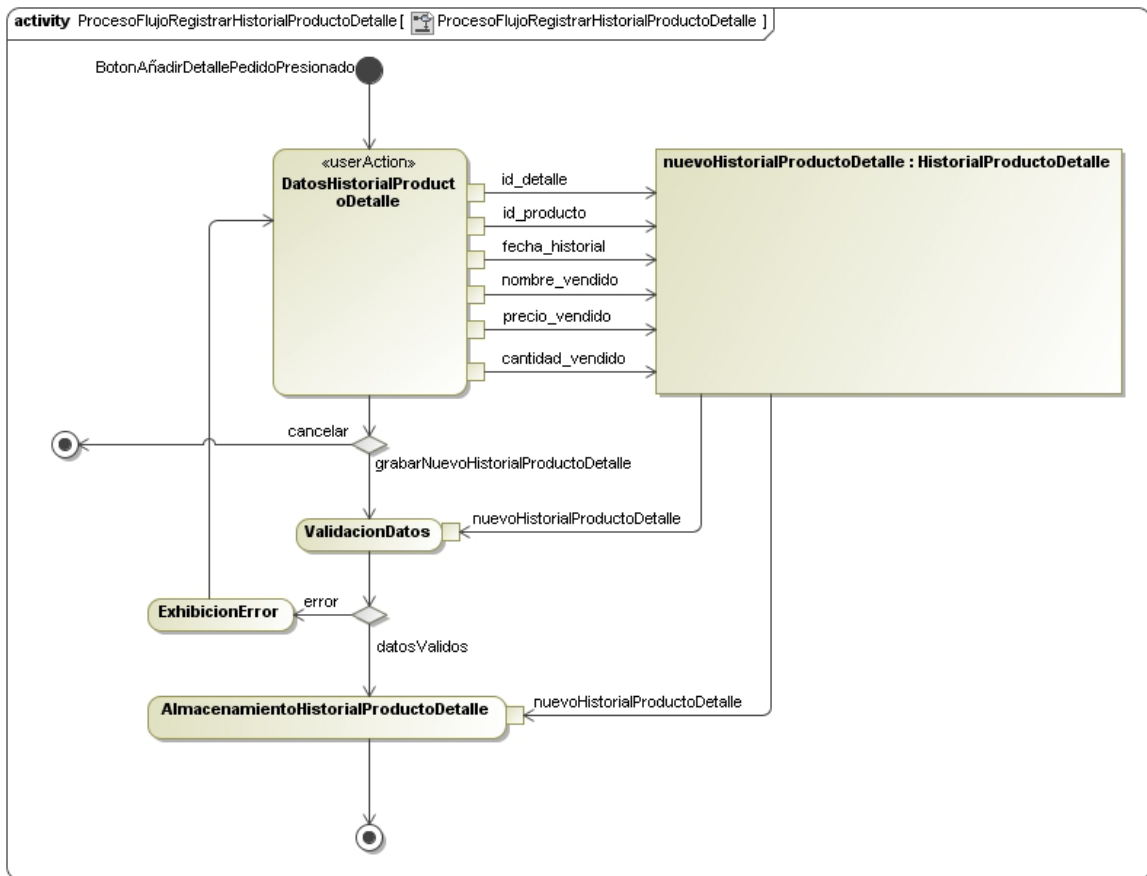 activity ProcesoFlujoRegistrarHistorialProductoDetalle [ ProcesoFlujoRegistrarHistorialProductoDetalle ]
BotonAñadirDetallePedidoPresionado
«userAction»
DatosHistorialProduct
oDetalle
id_detalle
id_producto
fecha_historial
nombre_vendido
precio_vendido
cantidad_vendido
nuevoHistorialProductoDetalle : HistorialProductoDetalle
cancelar
grabarNuevoHistorialProductoDetalle
ValidacionDatos
nuevoHistorialProductoDetalle
error
ExhibicionError
datosValidos
AlmacenamientoHistorialProductoDetalle
nuevoHistorialProductoDetalle